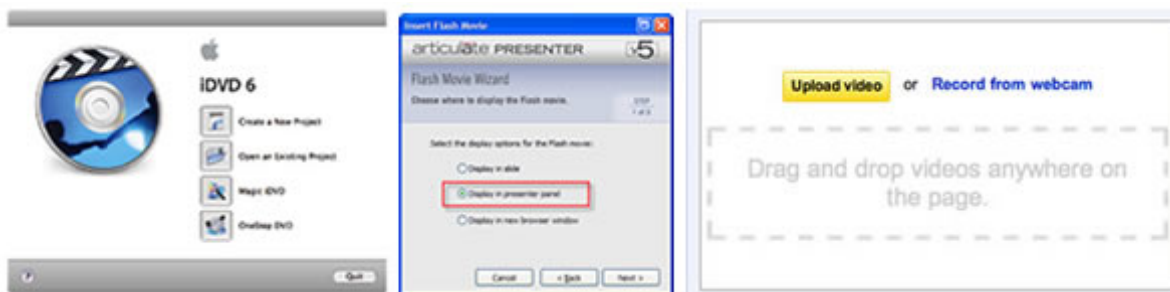 iDVD 6
Create a New Project
Open an Existing Project
Magic iDVD
OneStep DVD
Quit
Insert Flash Movie
articulate PRESENTER v5
Flash Movie Wizard
Choose where to display the Flash movie.
STEP
Select the display options for the Flash movie:
Display in slide
Display in presenter panel
Display in new browser window
Cancel
< Back
Next >
Upload video or Record from webcam
Drag and drop videos anywhere on
the page.